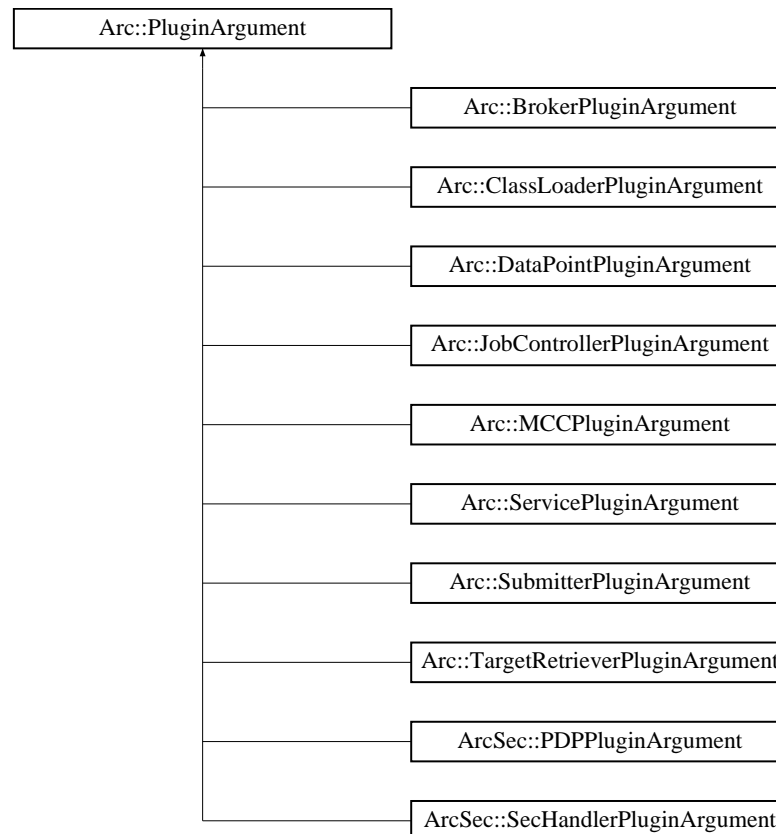 Arc::PluginArgument
Arc::BrokerPluginArgument
Arc::ClassLoaderPluginArgument
Arc::DataPointPluginArgument
Arc::JobControllerPluginArgument
Arc::MCCPluginArgument
Arc::ServicePluginArgument
Arc::SubmitterPluginArgument
Arc::TargetRetrieverPluginArgument
ArcSec::PDPPluginArgument
ArcSec::SecHandlerPluginArgument